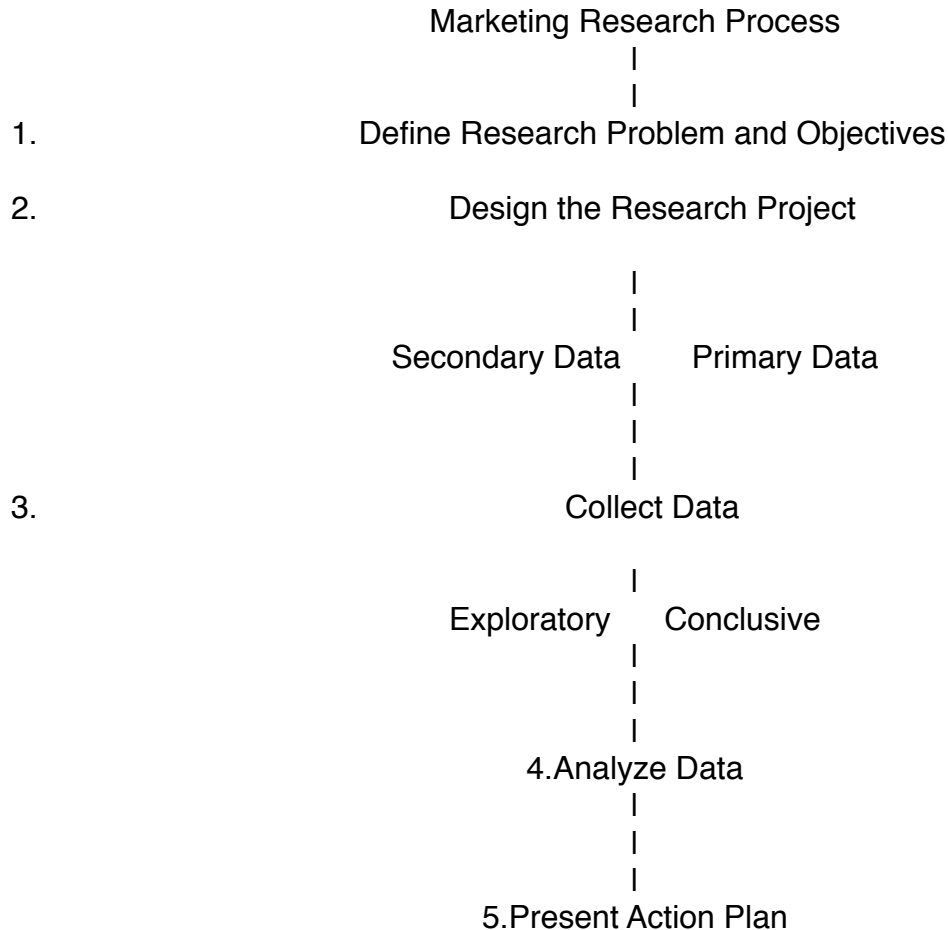 Marketing Research Process
|
|
1. Define Research Problem and Objectives
2. Design the Research Project
|
|
Secondary Data | Primary Data
|
|
|
3. Collect Data
|
Exploratory | Conclusive
|
|
|
4.Analyze Data
|
|
|
5.Present Action Plan